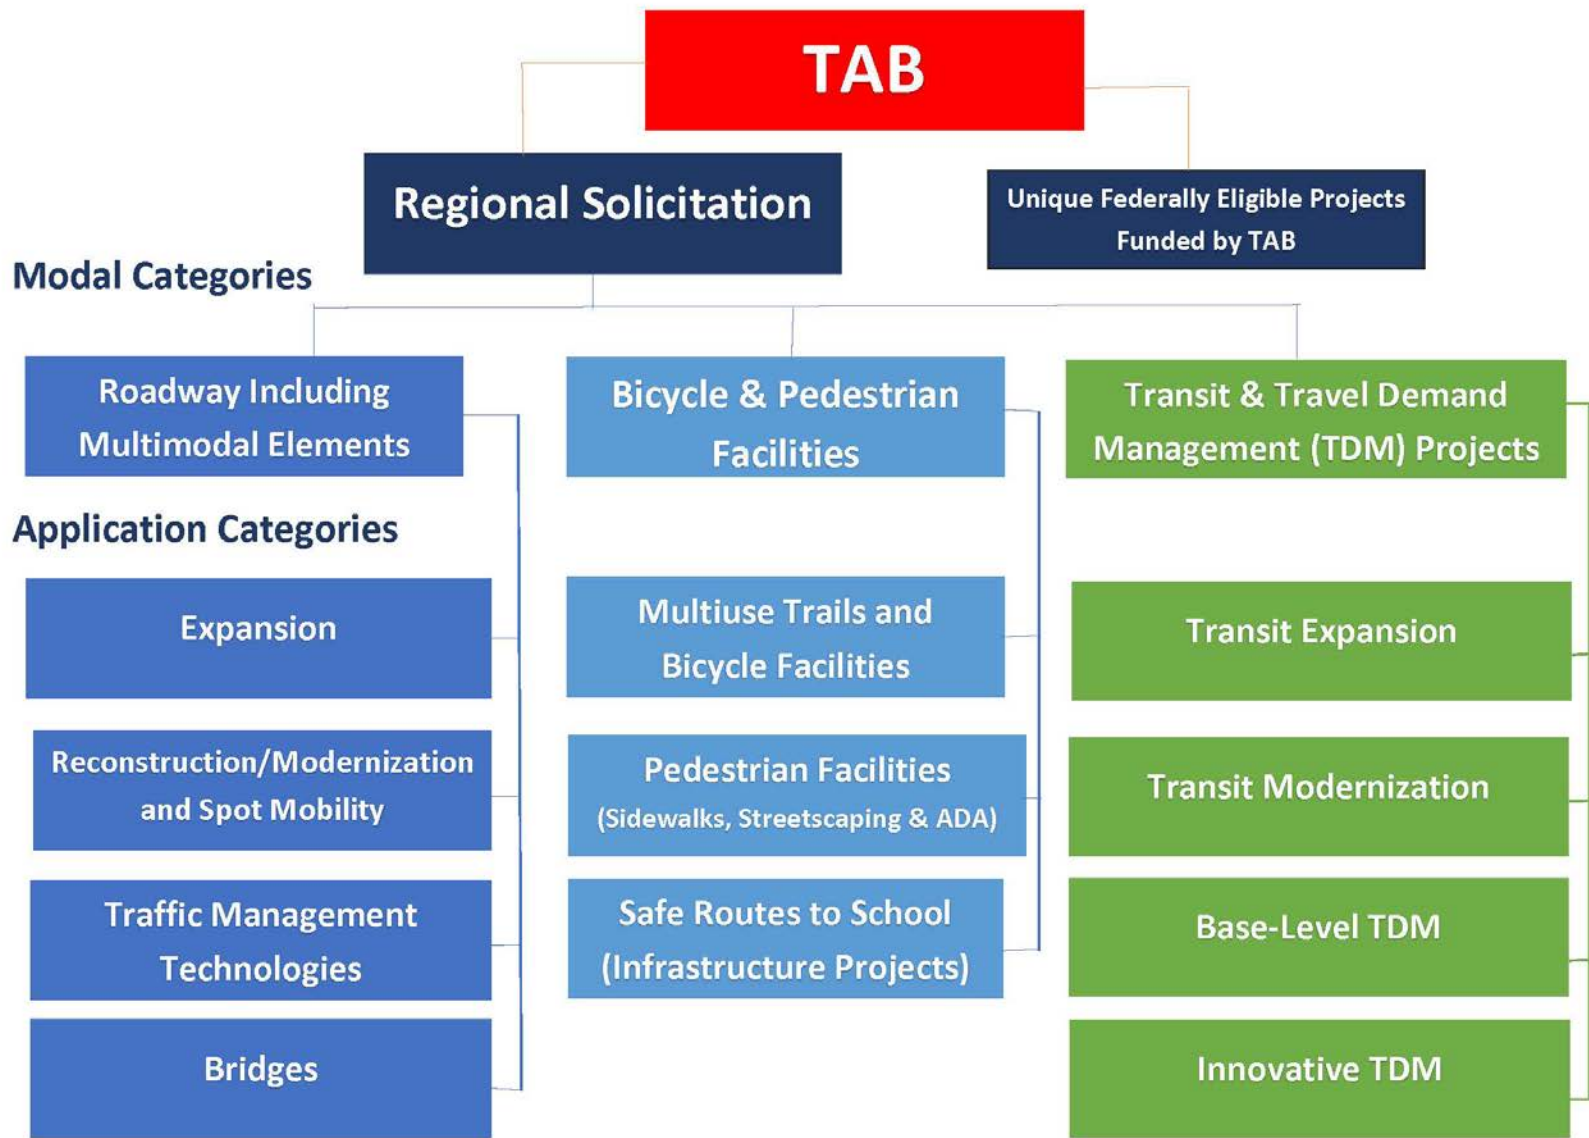 TAB
Regional Solicitation
Unique Federally Eligible Projects
Funded by TAB
Modal Categories
Roadway Including
Multimodal Elements
Bicycle & Pedestrian
Facilities
Transit & Travel Demand
Management (TDM) Projects
Application Categories
Expansion
Reconstruction/Modernization
and Spot Mobility
Traffic Management
Technologies
Bridges
Multiuse Trails and
Bicycle Facilities
Pedestrian Facilities
(Sidewalks, Streetscaping & ADA)
Safe Routes to School
(Infrastructure Projects)
Transit Expansion
Transit Modernization
Base-Level TDM
Innovative TDM